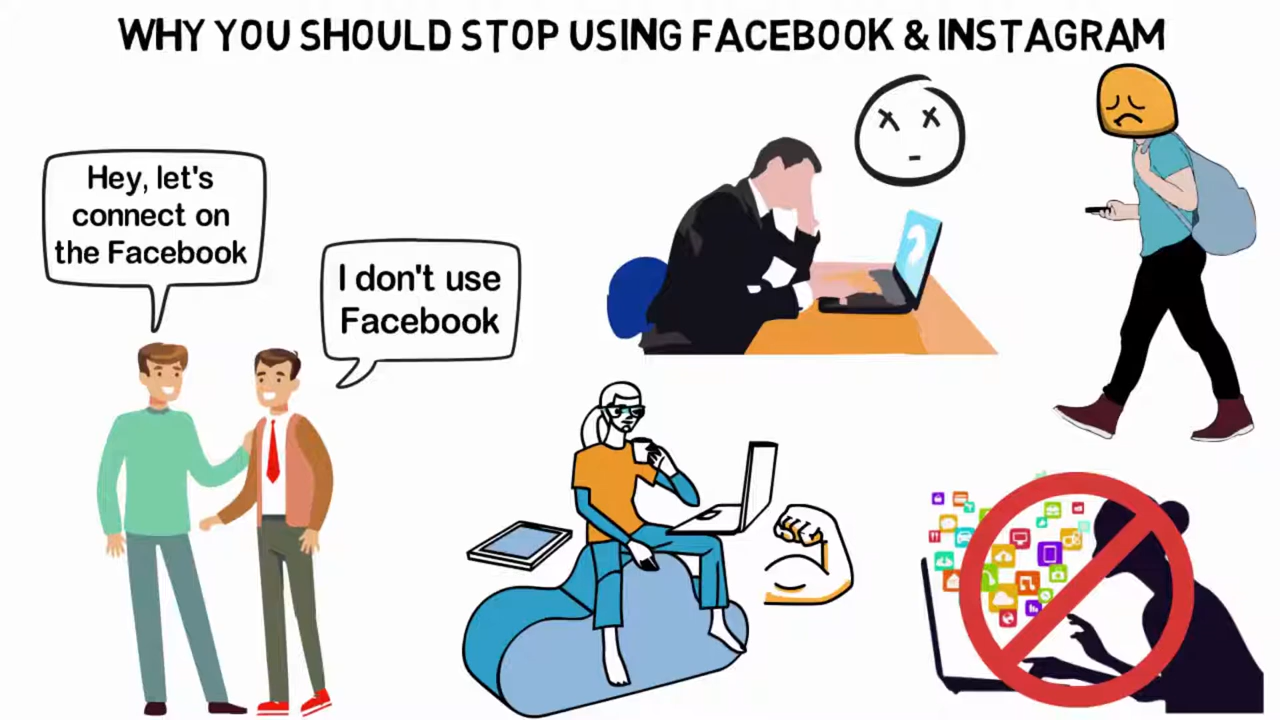 WHY YOU SHOULD STOP USING FACEBOOK & INSTAGRAM
Hey, let's
connect on
the Facebook
I don't use
Facebook